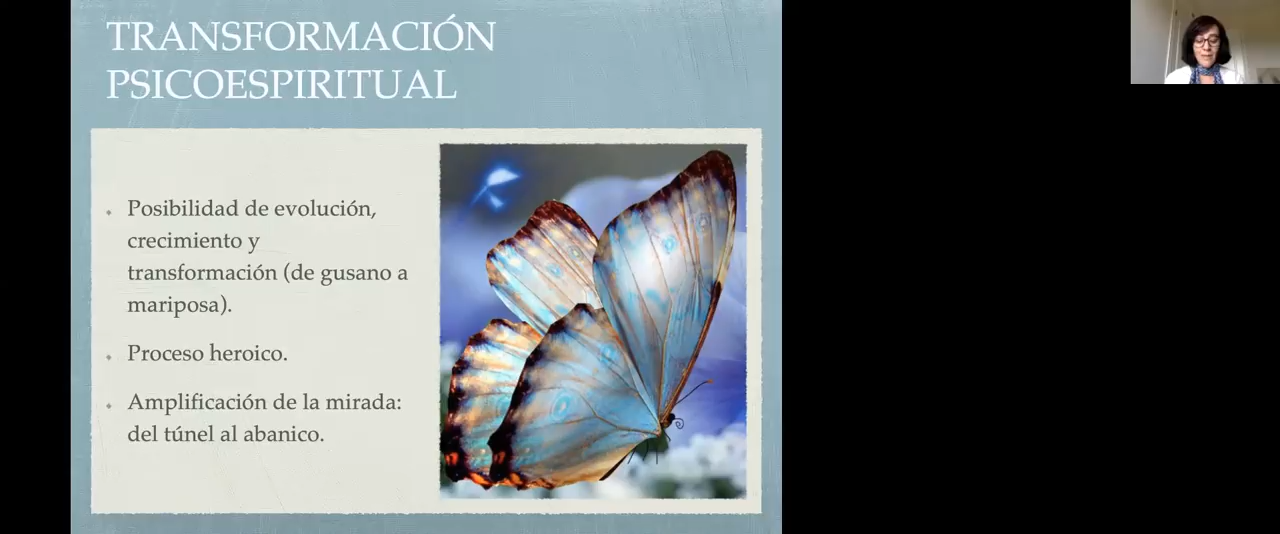 TRANSFORMACIÓN
PSICOESPIRITUAL
Posibilidad de evolución,
crecimiento y
transformación (de gusano a
mariposa).
Proceso heroico.
Amplificación de la mirada:
del túnel al abanico.